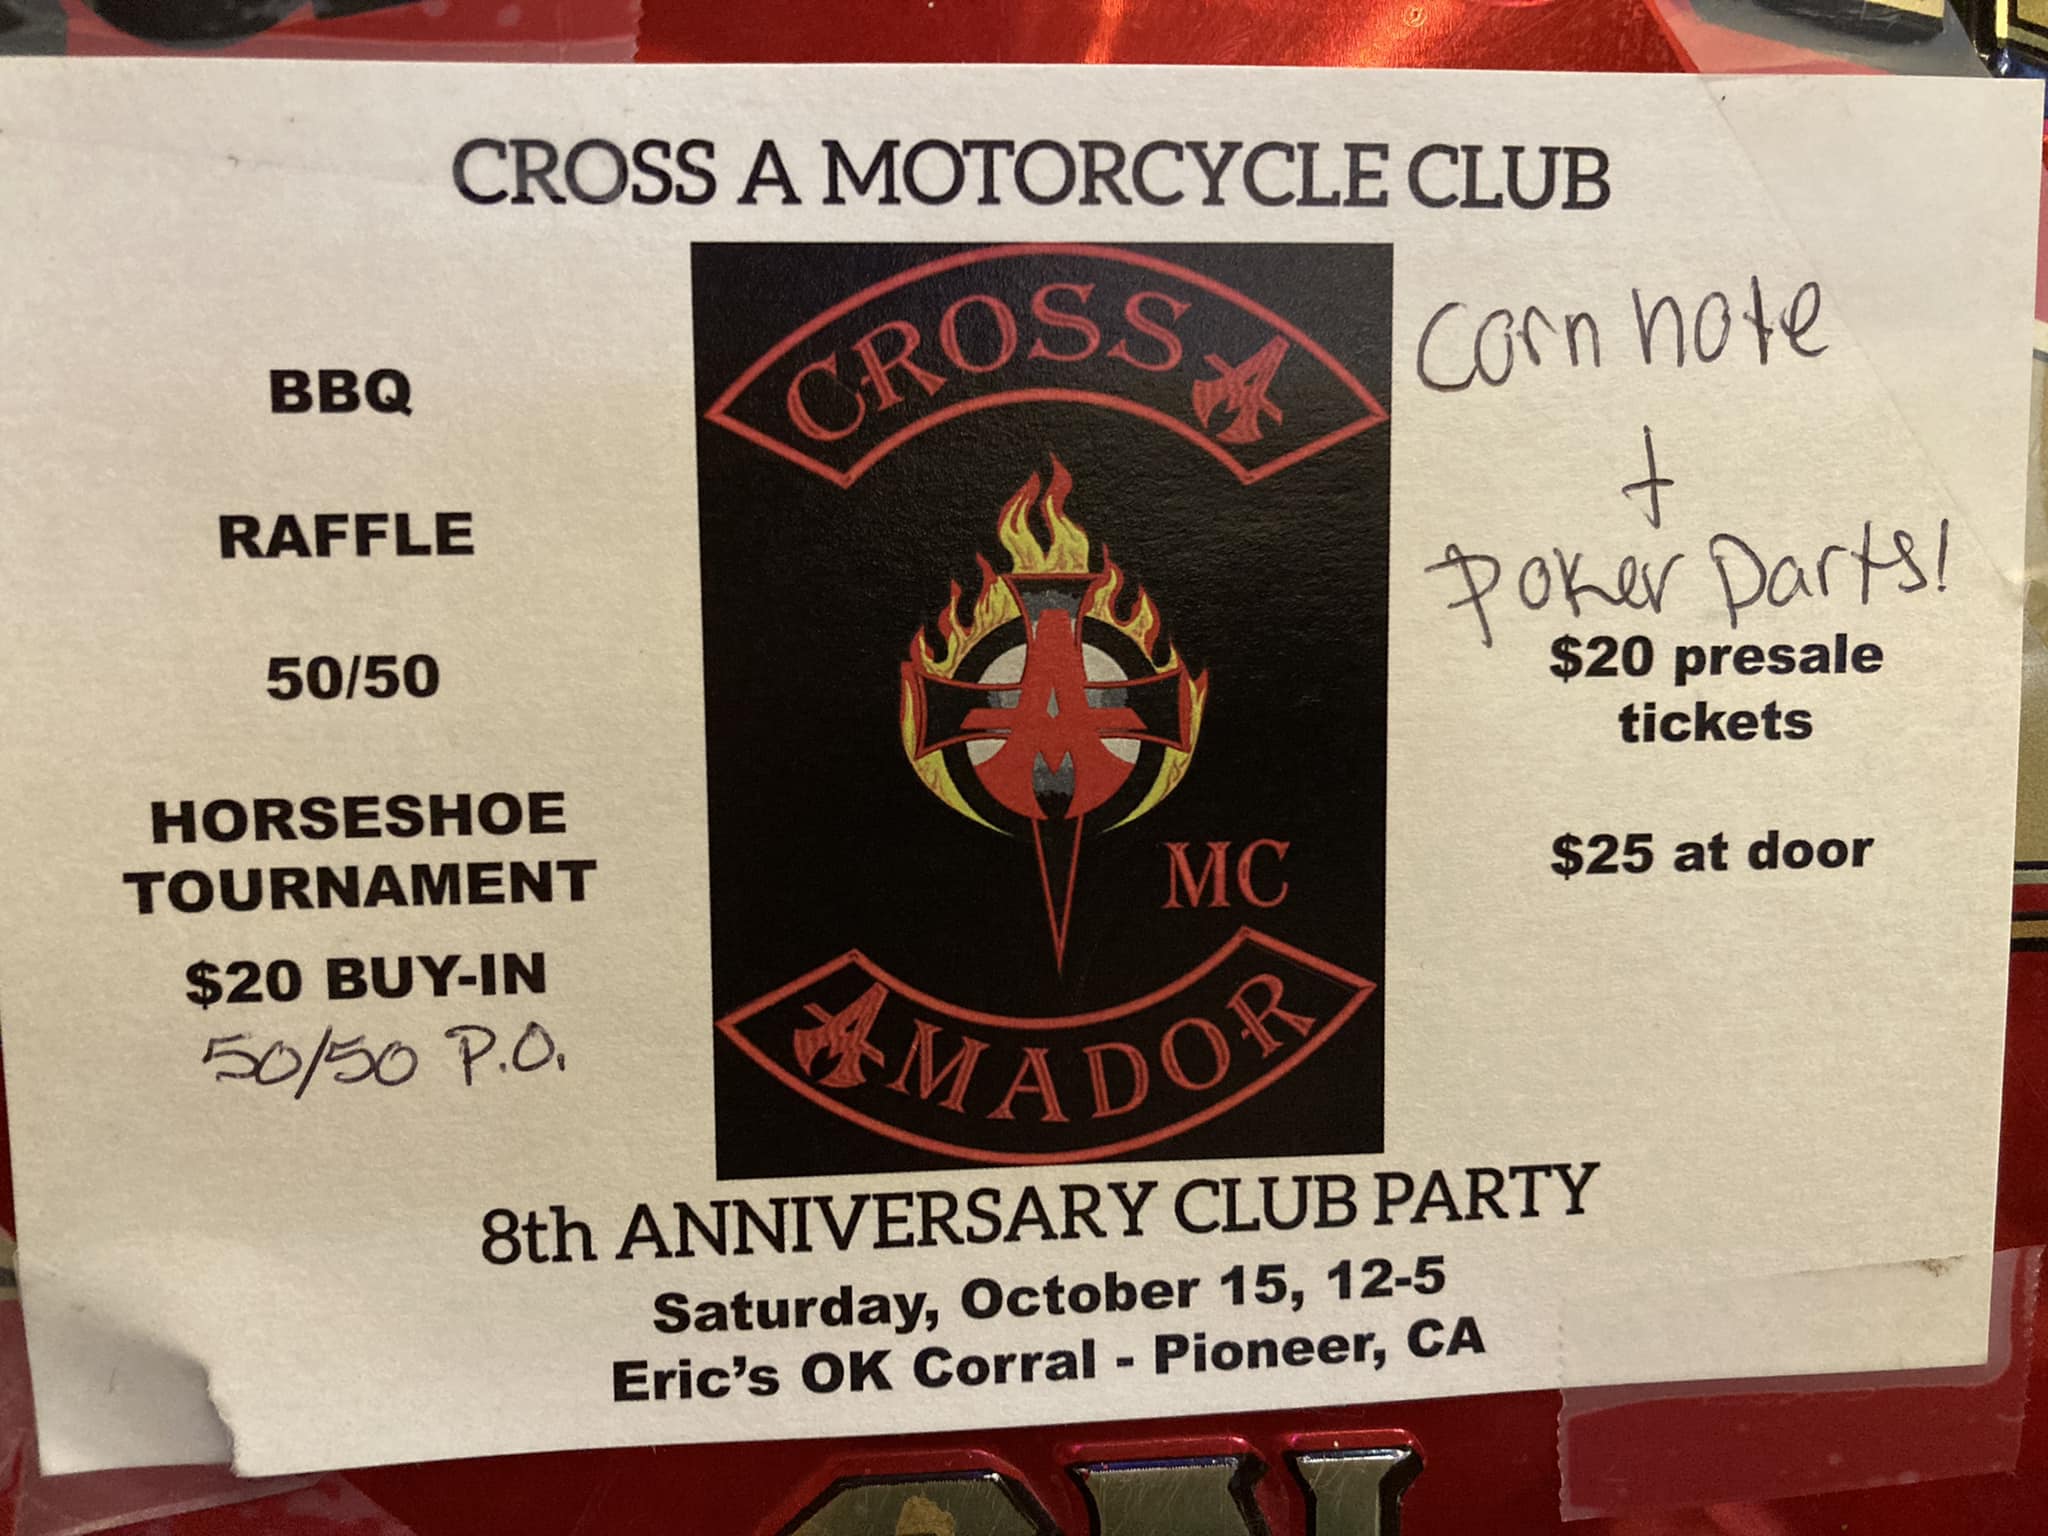 CROSS A MOTORCYCLE CLUB
BBQ
RAFFLE
50/50
HORSESHOE
TOURNAMENT
$20 BUY-IN
50/50 P.O.
CROSS A
MC
AMADOR
Corn hole
+
Poker Darts!
$20 presale
tickets
$25 at door
8th ANNIVERSARY CLUB PARTY
Saturday, October 15, 12-5
Eric's OK Corral - Pioneer, CA